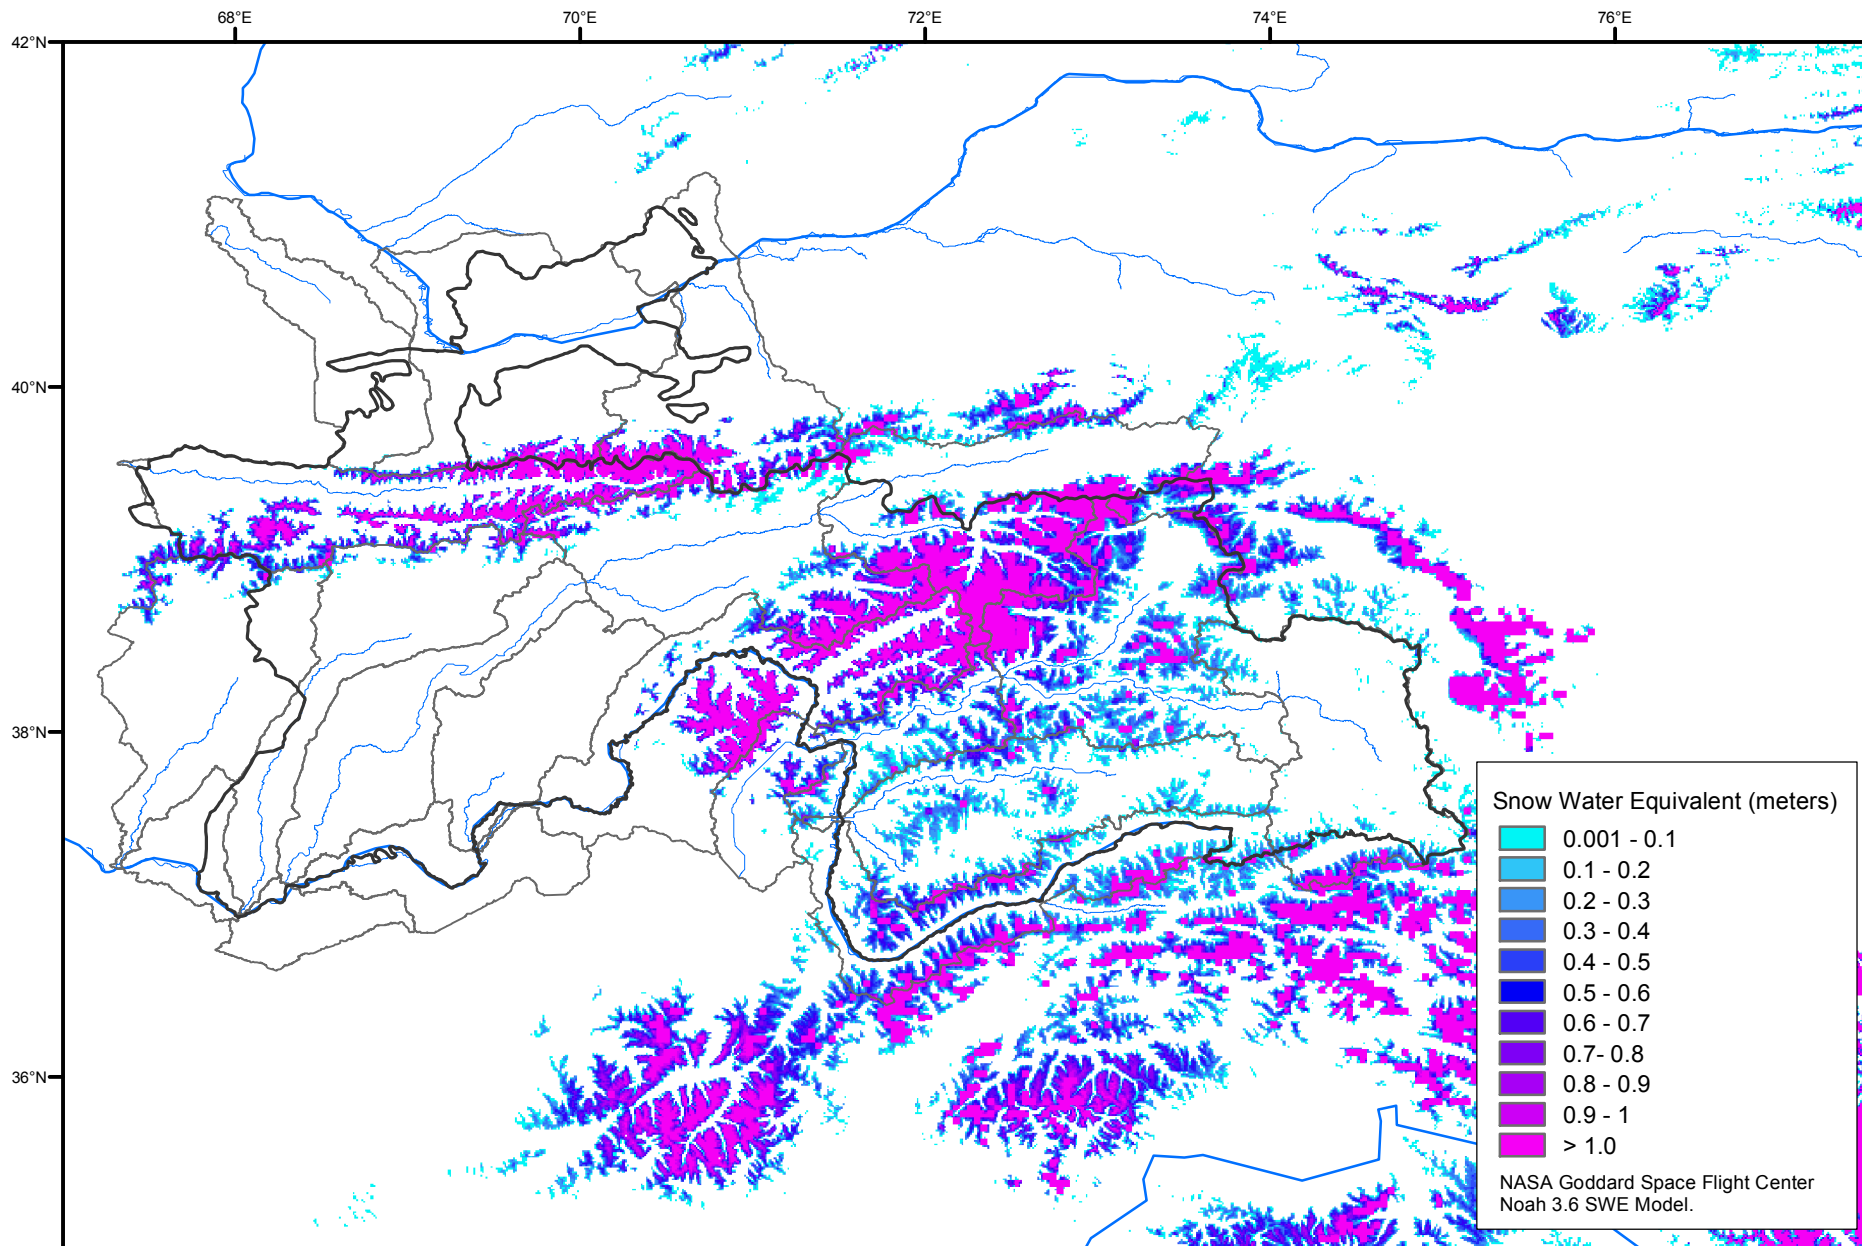 68°E 70°E 72°E 74°E 76°E
42°N
40°N
38°N
36°N
Snow Water Equivalent (meters)
0.001 - 0.1
0.1 - 0.2
0.2 - 0.3
0.3 - 0.4
0.4 - 0.5
0.5 - 0.6
0.6 - 0.7
0.7- 0.8
0.8 - 0.9
0.9 - 1
> 1.0
NASA Goddard Space Flight Center
Noah 3.6 SWE Model.